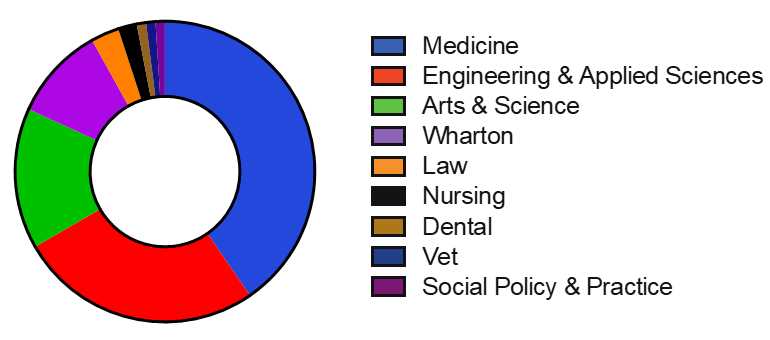 Medicine
Engineering & Applied Sciences
Arts & Science
Wharton
Law
Nursing
Dental
Vet
Social Policy & Practice